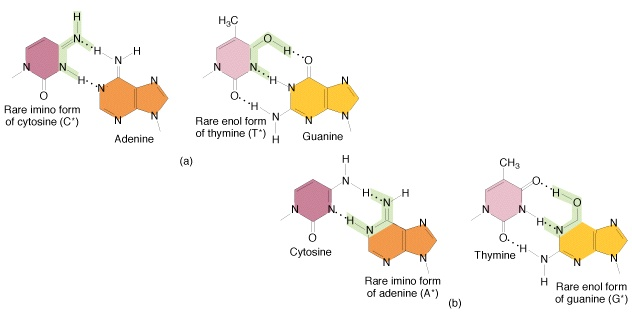 H
N H N H
N N H N N
O N N
Rare imino form
of cytosine (C*)
Adenine
H₃C
O H O
N N H N N
O H N N N
H
Rare enol form
of thymine (T*)
Guanine
(a)
H
N H N H
N N H N N
O N N
Cytosine
Rare imino form
of adenine (A*)
CH₃
O H O
N N H N N
O H N N N
H
Thymine
Rare enol form
of guanine (G*)
(b)